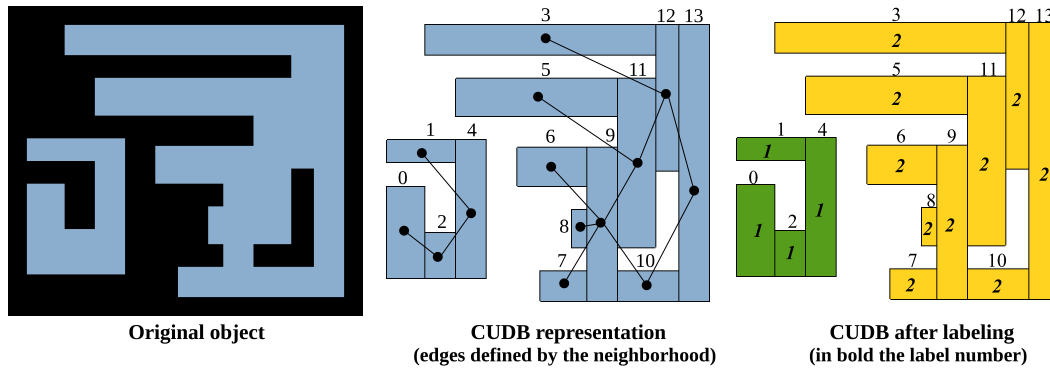 3 12 13
5 11
1 4 6 9
0
2
8
7 10
3 12 13
2
5 11
2 2
1 4 6 9
1 2
0 2 2
8
1 2 1 2 2
1
7 10
2 2
Original object
CUDB representation
(edges defined by the neighborhood)
CUDB after labeling
(in bold the label number)